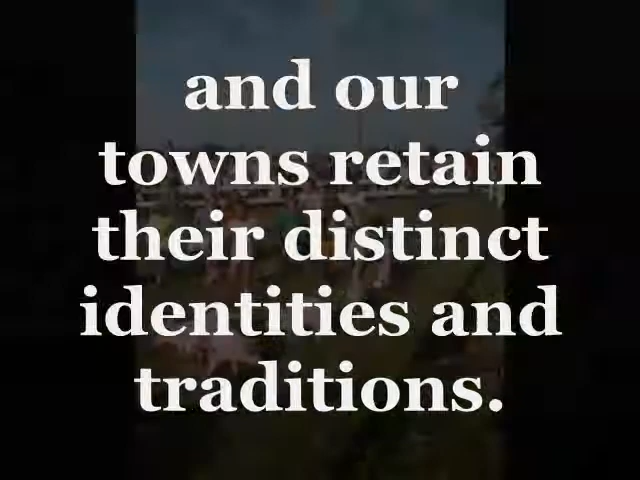 and our
towns retain
their distinct
identities and
traditions.